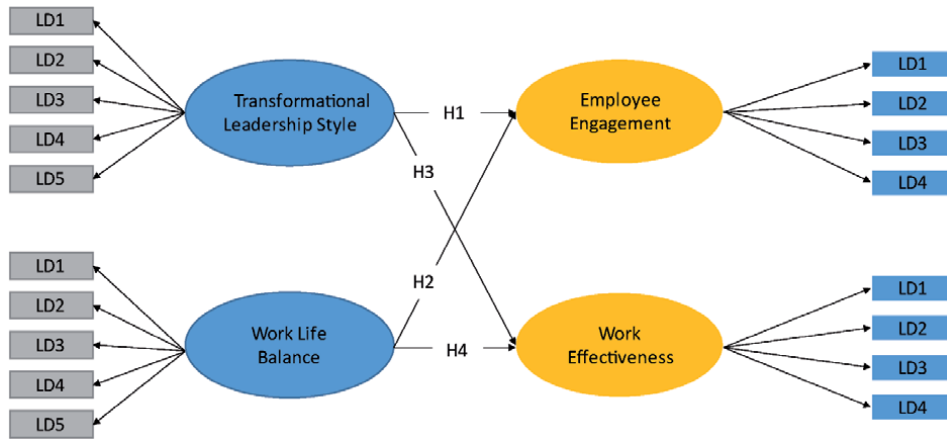 LD1
LD2
LD3
LD4
LD5
Transformational
Leadership Style
H1
H3
Employee
Engagement
LD1
LD2
LD3
LD4
LD1
LD2
LD3
LD4
LD5
Work Life
Balance
H2
H4
Work
Effectiveness
LD1
LD2
LD3
LD4